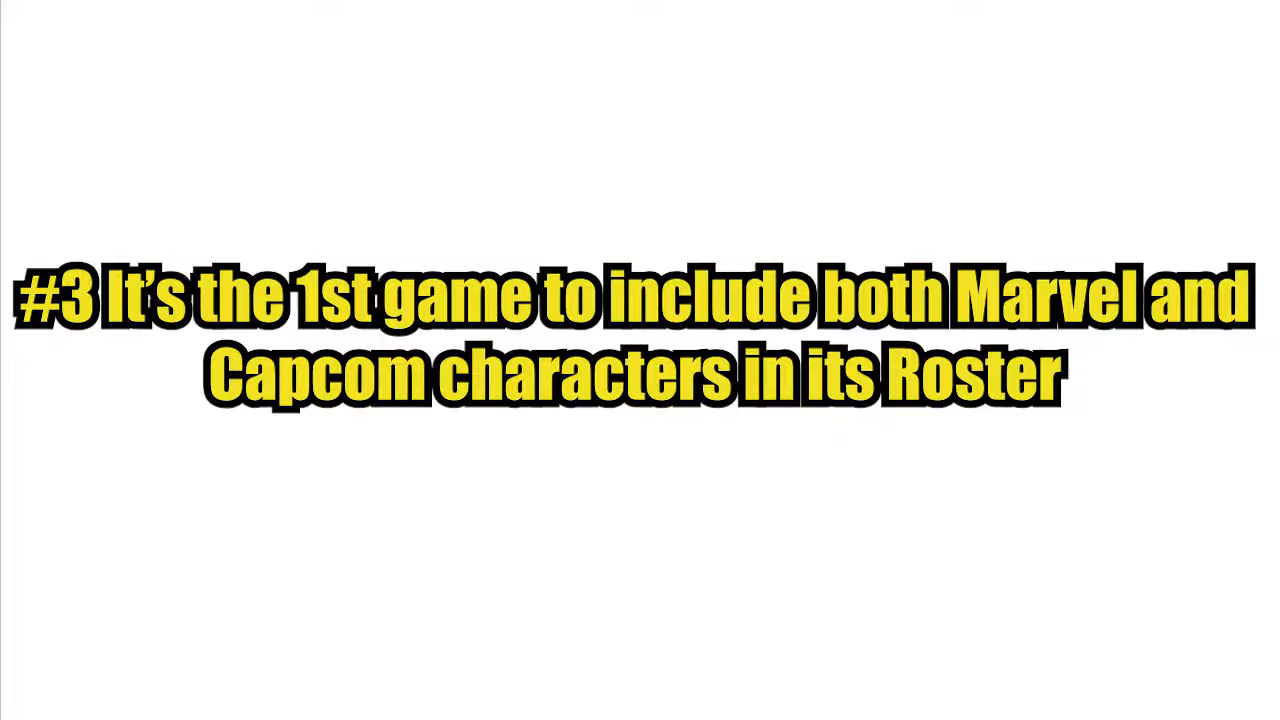 #3 It’s the 1st game to include both Marvel and
Capcom characters in its Roster